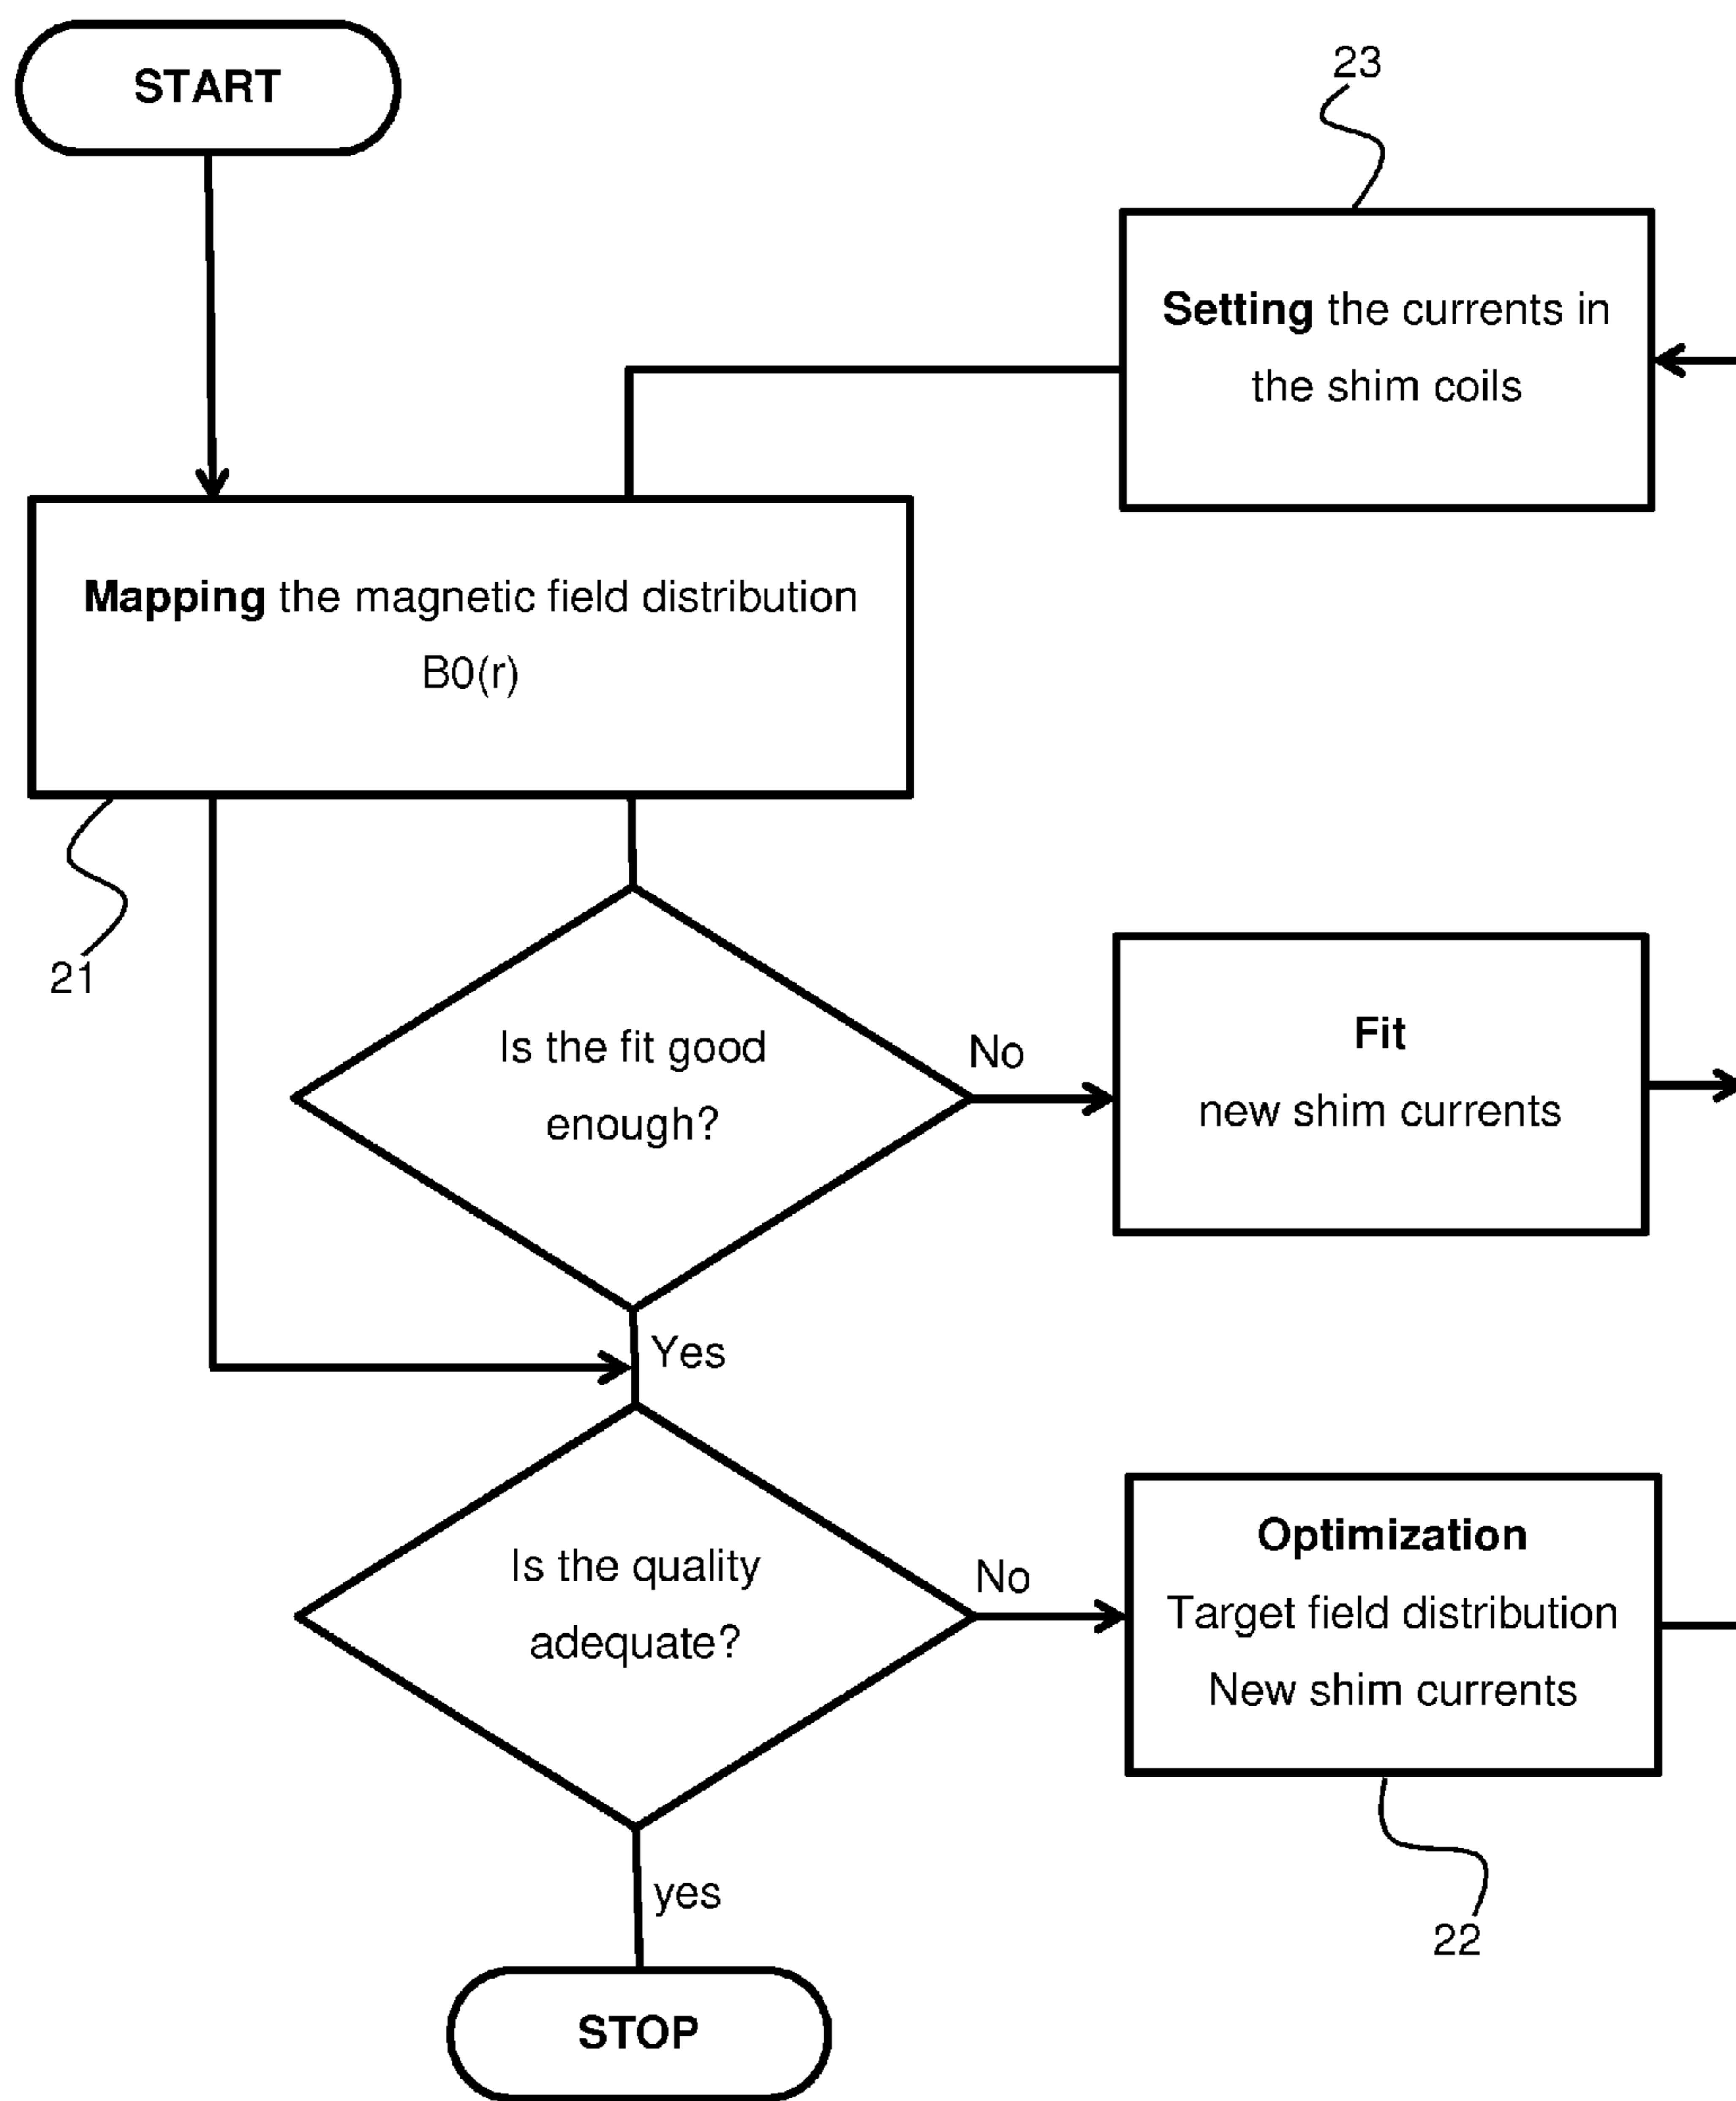 START
23
Setting the currents in
the shim coils
Mapping the magnetic field distribution
B0(r)
21
Is the fit good
enough?
No
Fit
new shim currents
Yes
Is the quality
adequate?
No
Optimization
Target field distribution
New shim currents
22
yes
STOP